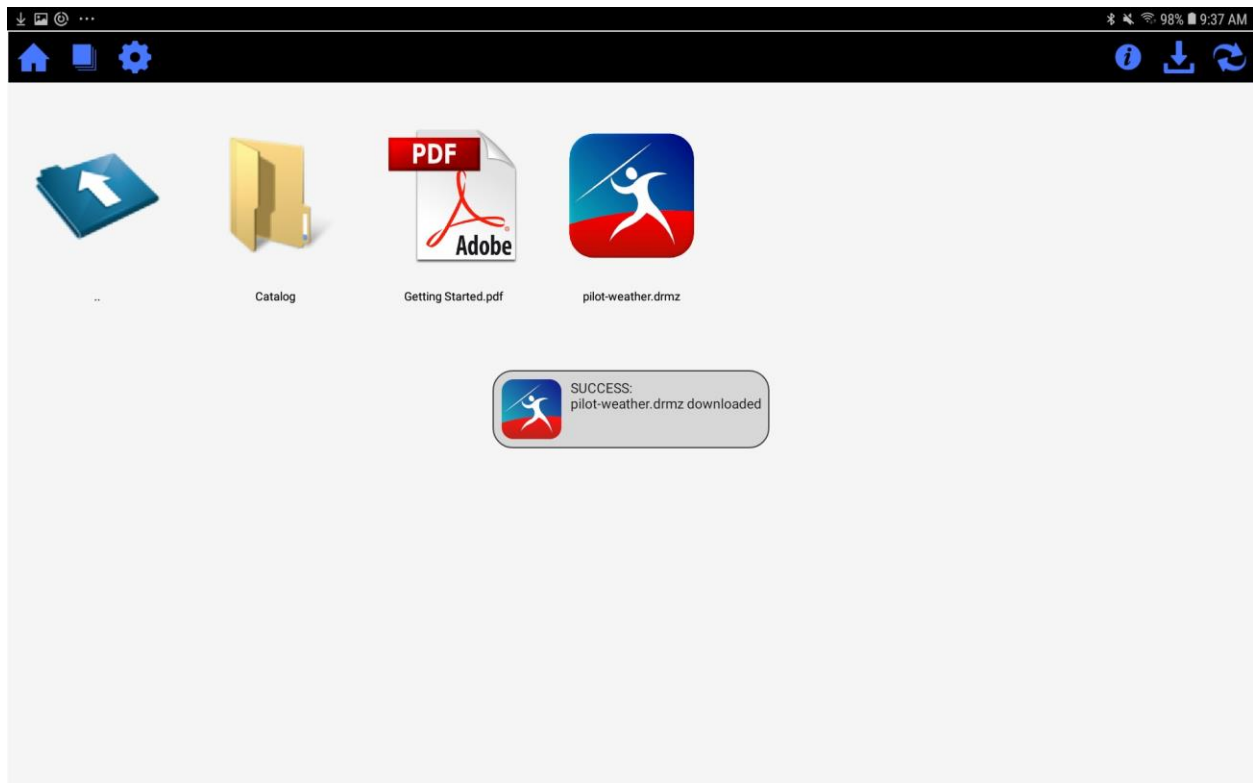 98% 9:37 AM
PDF
Adobe
..
Catalog
Getting Started.pdf
pilot-weather.drmz
SUCCESS:
pilot-weather.drmz downloaded